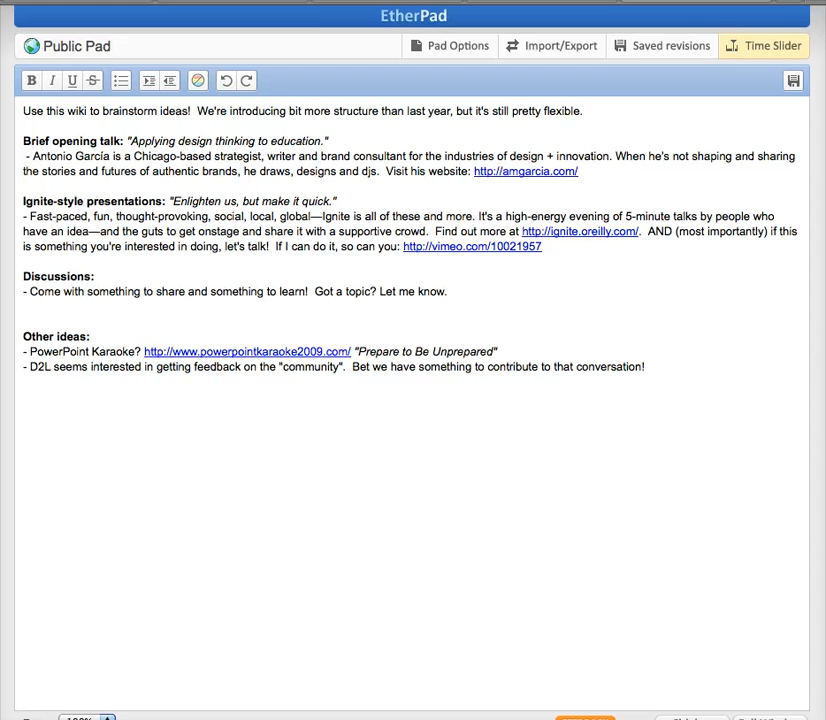 EtherPad
Public Pad
Pad Options
Import/Export
Saved revisions
Time Slider
B I U S
Use this wiki to brainstorm ideas!  We're introducing bit more structure than last year, but it's still pretty flexible.
Brief opening talk: "Applying design thinking to education."
- Antonio García is a Chicago-based strategist, writer and brand consultant for the industries of design + innovation. When he's not shaping and sharing
the stories and futures of authentic brands, he draws, designs and djs.  Visit his website: http://amgarcia.com/
Ignite-style presentations: "Enlighten us, but make it quick."
- Fast-paced, fun, thought-provoking, social, local, global—Ignite is all of these and more. It's a high-energy evening of 5-minute talks by people who
have an idea—and the guts to get onstage and share it with a supportive crowd.  Find out more at http://ignite.oreilly.com/.  AND (most importantly) if this
is something you're interested in doing, let's talk!  If I can do it, so can you: http://vimeo.com/10021957
Discussions:
- Come with something to share and something to learn!  Got a topic? Let me know.
Other ideas:
- PowerPoint Karaoke? http://www.powerpointkaraoke2009.com/ "Prepare to Be Unprepared"
- D2L seems interested in getting feedback on the "community".  Bet we have something to contribute to that conversation!
100%